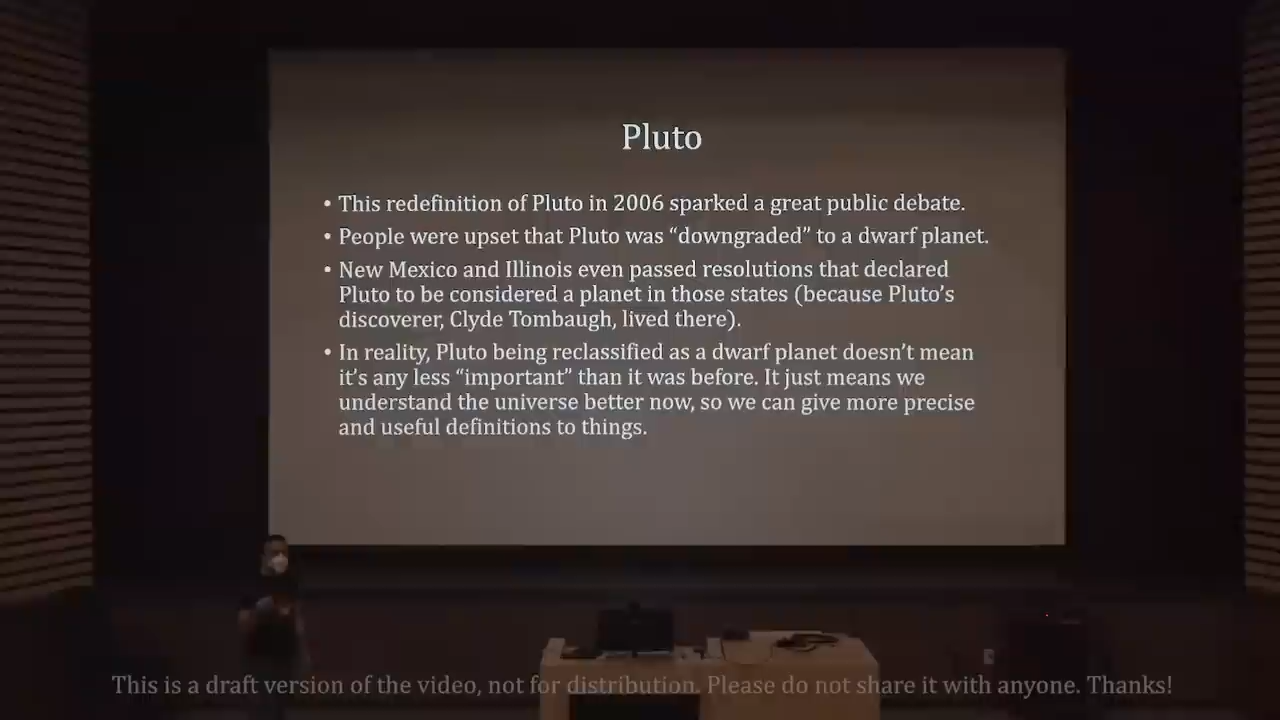 Pluto
• This redefinition of Pluto in 2006 sparked a great public debate.
• People were upset that Pluto was “downgraded” to a dwarf planet.
• New Mexico and Illinois even passed resolutions that declared
Pluto to be considered a planet in those states (because Pluto’s
discoverer, Clyde Tombaugh, lived there).
• In reality, Pluto being reclassified as a dwarf planet doesn’t mean
it’s any less “important” than it was before. It just means we
understand the universe better now, so we can give more precise
and useful definitions to things.
This is a draft version of the video, not for distribution. Please do not share it with anyone. Thanks!